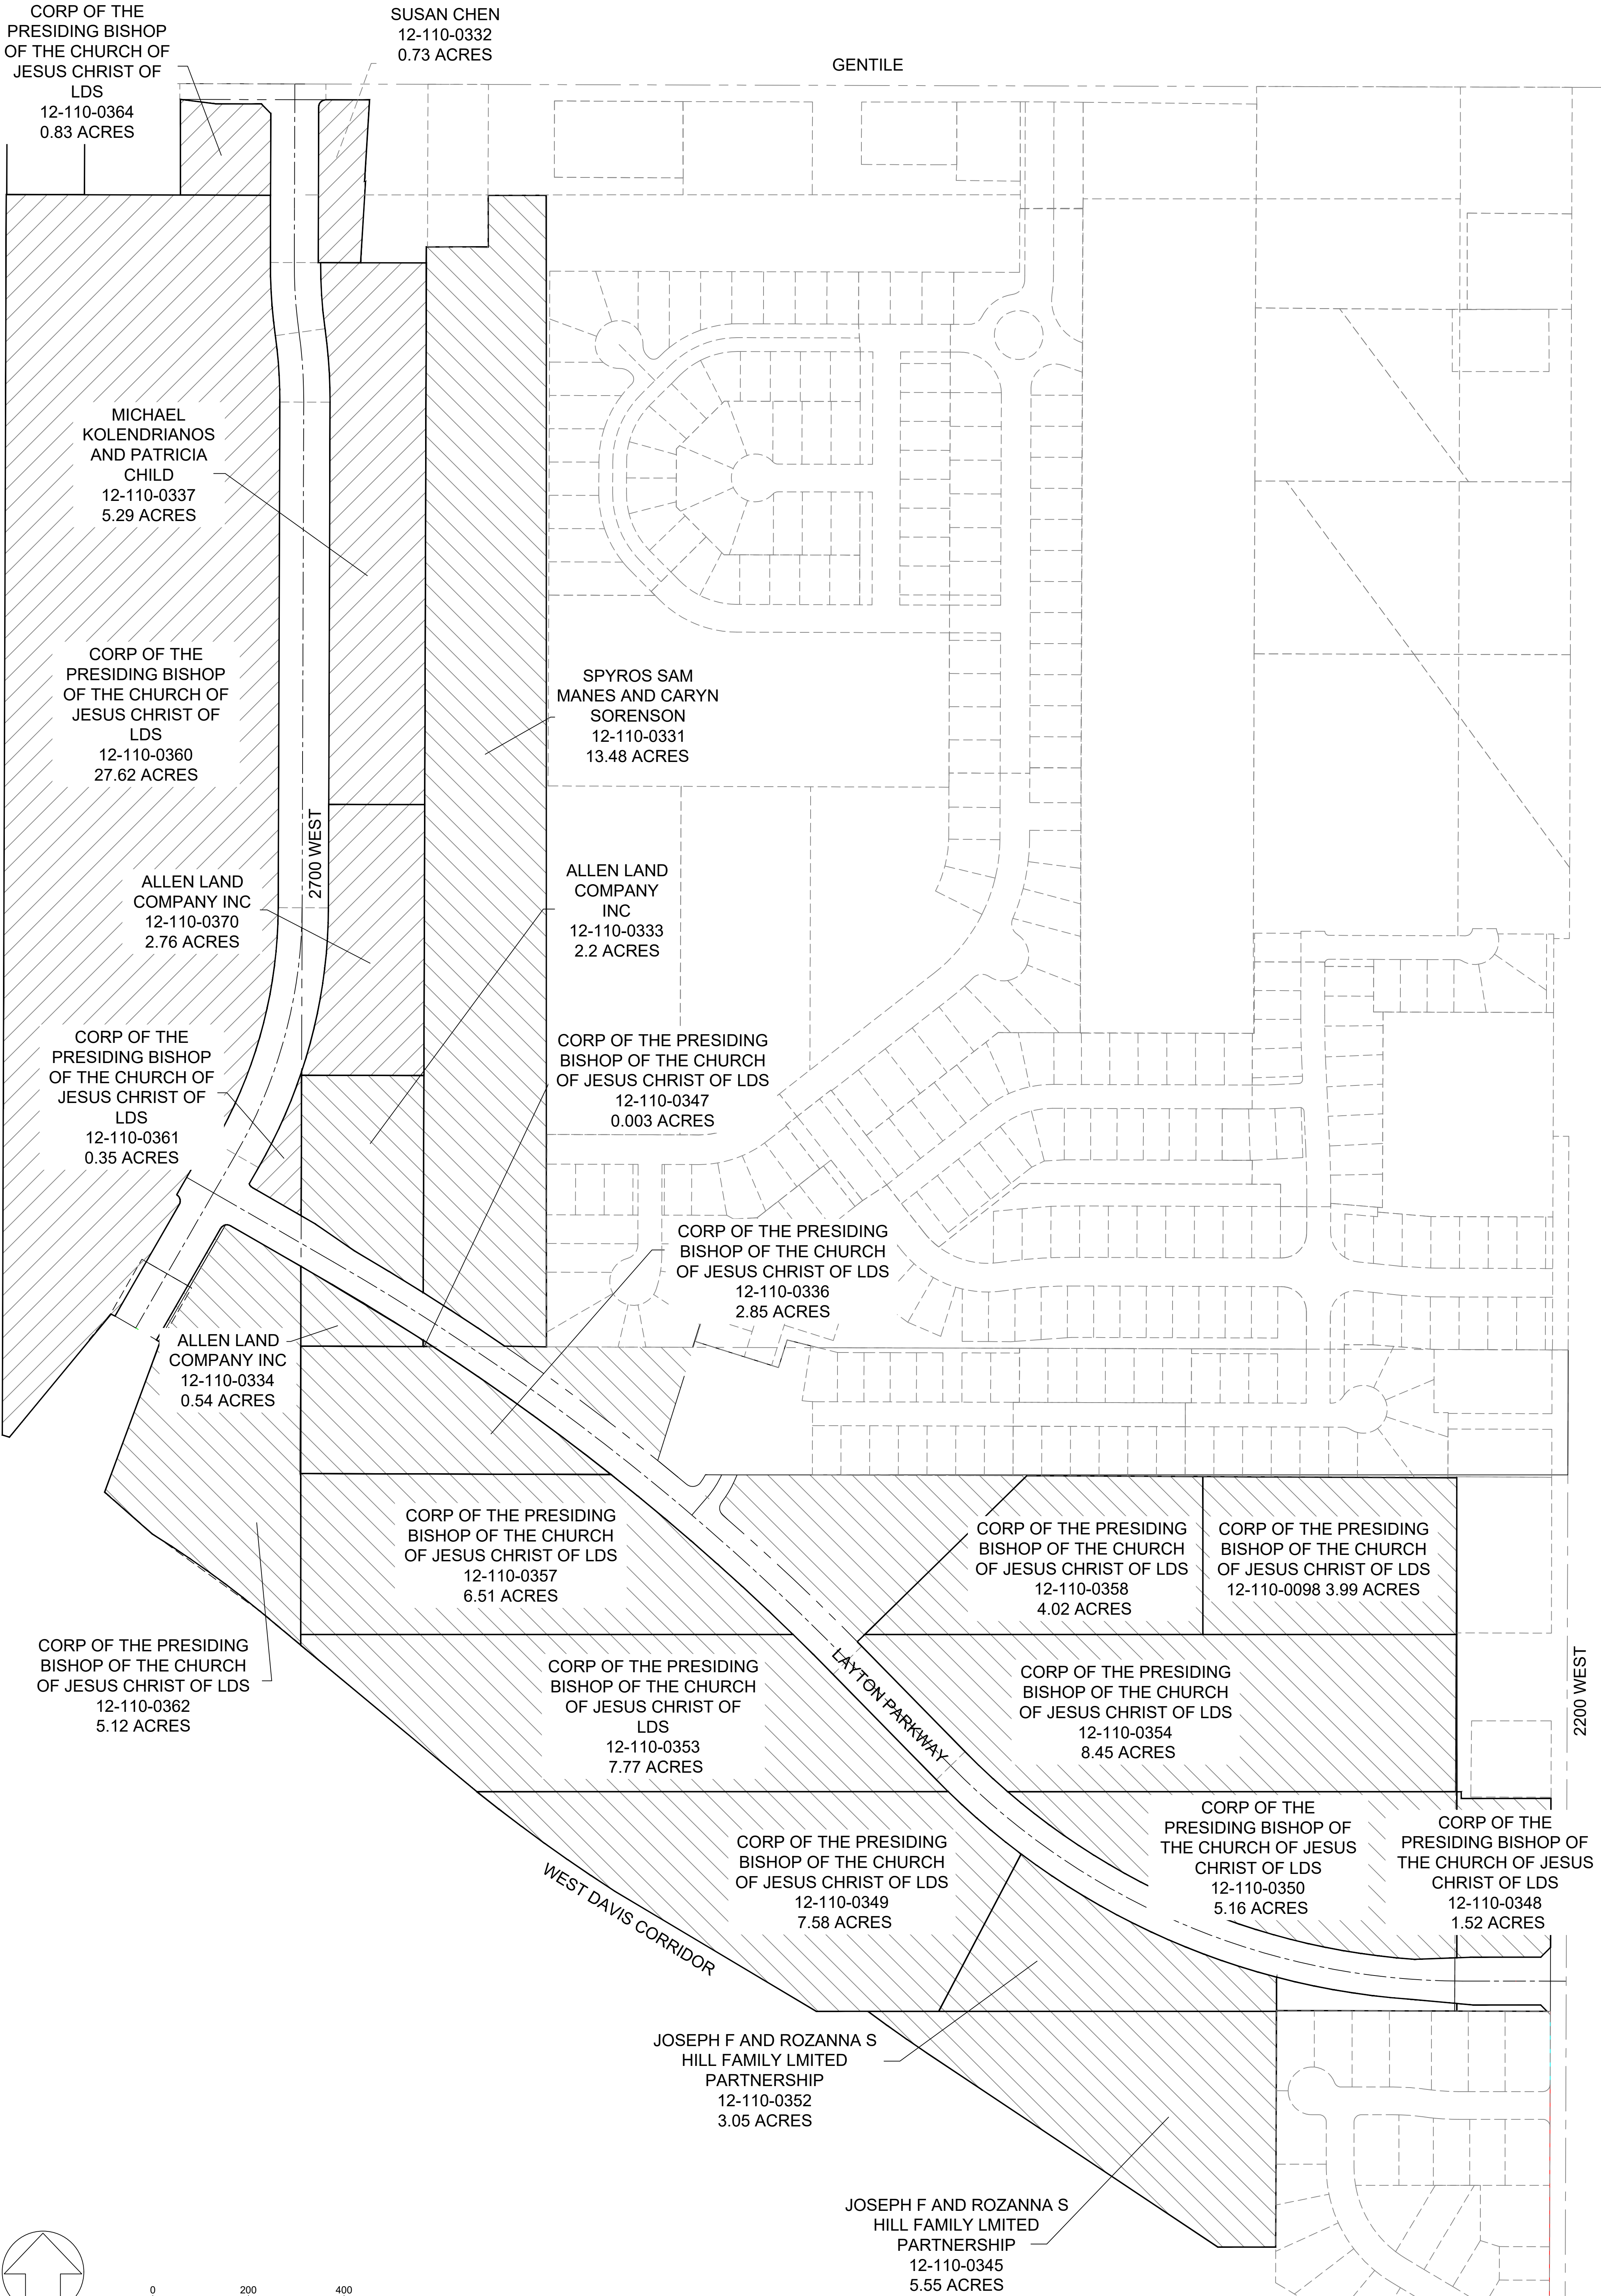 CORP OF THE
PRESIDING BISHOP
OF THE CHURCH OF
JESUS CHRIST OF
LDS
12-110-0364
0.83 ACRES
SUSAN CHEN
12-110-0332
0.73 ACRES
GENTILE
MICHAEL
KOLENDRIANOS
AND PATRICIA
CHILD
12-110-0337
5.29 ACRES
CORP OF THE
PRESIDING BISHOP
OF THE CHURCH OF
JESUS CHRIST OF
LDS
12-110-0360
27.62 ACRES
SPYROS SAM
MANES AND CARYN
SORENSON
12-110-0331
13.48 ACRES
2700 WEST
ALLEN LAND
COMPANY INC
12-110-0370
2.76 ACRES
ALLEN LAND
COMPANY
INC
12-110-0333
2.2 ACRES
CORP OF THE
PRESIDING BISHOP
OF THE CHURCH OF
JESUS CHRIST OF
LDS
12-110-0361
0.35 ACRES
CORP OF THE PRESIDING
BISHOP OF THE CHURCH
OF JESUS CHRIST OF LDS
12-110-0347
0.003 ACRES
CORP OF THE PRESIDING
BISHOP OF THE CHURCH
OF JESUS CHRIST OF LDS
12-110-0336
2.85 ACRES
ALLEN LAND
COMPANY INC
12-110-0334
0.54 ACRES
CORP OF THE PRESIDING
BISHOP OF THE CHURCH
OF JESUS CHRIST OF LDS
12-110-0357
6.51 ACRES
CORP OF THE PRESIDING
BISHOP OF THE CHURCH
OF JESUS CHRIST OF LDS
12-110-0358
4.02 ACRES
CORP OF THE PRESIDING
BISHOP OF THE CHURCH
OF JESUS CHRIST OF LDS
12-110-0098 3.99 ACRES
CORP OF THE PRESIDING
BISHOP OF THE CHURCH
OF JESUS CHRIST OF LDS
12-110-0362
5.12 ACRES
CORP OF THE PRESIDING
BISHOP OF THE CHURCH
OF JESUS CHRIST OF
LDS
12-110-0353
7.77 ACRES
LAYTON PARKWAY
CORP OF THE PRESIDING
BISHOP OF THE CHURCH
OF JESUS CHRIST OF LDS
12-110-0354
8.45 ACRES
2200 WEST
CORP OF THE PRESIDING
BISHOP OF THE CHURCH
OF JESUS CHRIST OF LDS
12-110-0349
7.58 ACRES
CORP OF THE
PRESIDING BISHOP OF
THE CHURCH OF JESUS
CHRIST OF LDS
12-110-0350
5.16 ACRES
CORP OF THE
PRESIDING BISHOP OF
THE CHURCH OF JESUS
CHRIST OF LDS
12-110-0348
1.52 ACRES
WEST DAVIS CORRIDOR
JOSEPH F AND ROZANNA S
HILL FAMILY LMITED
PARTNERSHIP
12-110-0352
3.05 ACRES
JOSEPH F AND ROZANNA S
HILL FAMILY LMITED
PARTNERSHIP
12-110-0345
5.55 ACRES
0 200 400